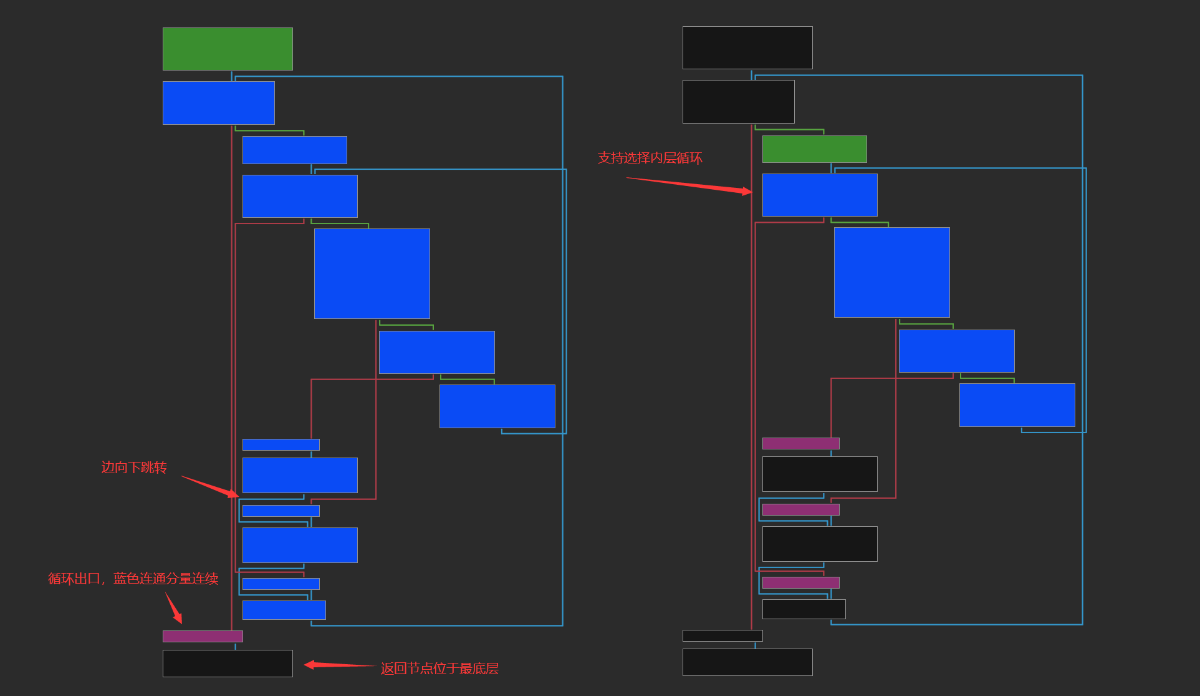 支持选择内层循环
边向下跳转
循环出口，蓝色连通分量连续
返回节点位于最底层